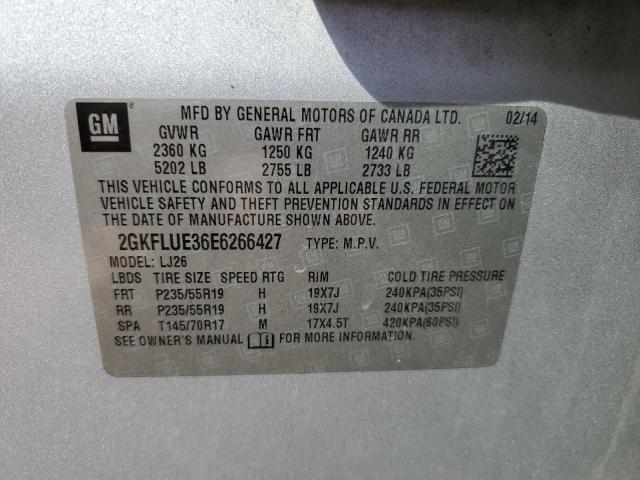 GM
MFD BY GENERAL MOTORS OF CANADA LTD. 02/14
GVWR GAWR FRT GAWR RR
2360 KG 1250 KG 1240 KG
5202 LB 2755 LB 2733 LB
THIS VEHICLE CONFORMS TO ALL APPLICABLE U.S. FEDERAL MOTOR
VEHICLE SAFETY AND THEFT PREVENTION STANDARDS IN EFFECT ON
THE DATE OF MANUFACTURE SHOWN ABOVE.
2GKFLUE36E6266427 TYPE: M.P.V.
MODEL: LJ26
LBDS TIRE SIZE SPEED RTG RIM COLD TIRE PRESSURE
FRT P235/55R19 H 19X7J 240KPA(35PSI)
RR P235/55R19 H 19X7J 240KPA(35PSI)
SPA T145/70R17 M 17X4.5T 420KPA(60PSI)
SEE OWNER'S MANUAL FOR MORE INFORMATION.